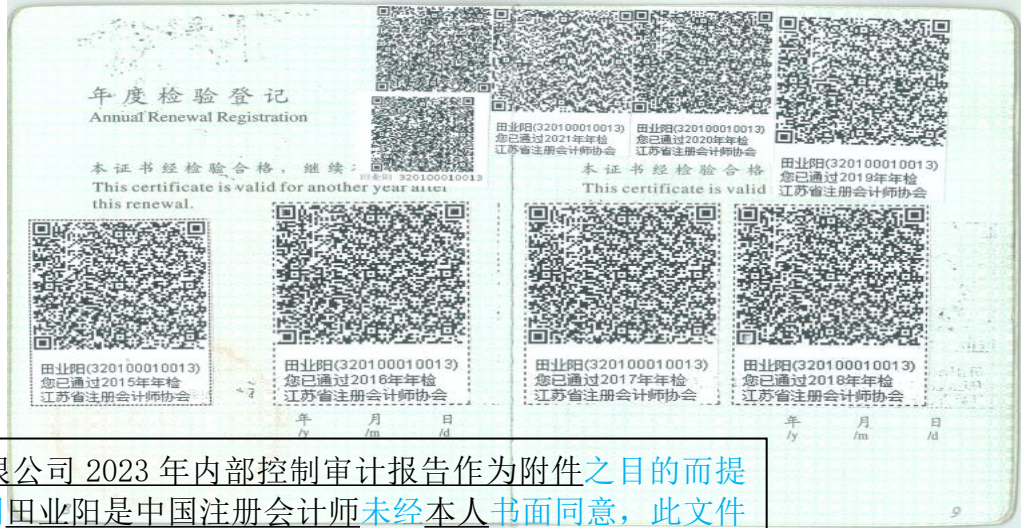 年度检验登记
Annual Renewal Registration
本证书经检验合格，继续
This certificate is valid for another year after
this renewal.
田业阳 320100010013
田业阳(320100010013)
您已通过2021年年检
江苏省注册会计师协会
田业阳(320100010013)
您已通过2020年年检
江苏省注册会计师协会
田业阳(320100010013)
您已通过2019年年检
江苏省注册会计师协会
本证书经检验合格
This certificate is valid
田业阳(320100010013)
您已通过2015年年检
江苏省注册会计师协会
田业阳(320100010013)
您已通过2016年年检
江苏省注册会计师协会
田业阳(320100010013)
您已通过2017年年检
江苏省注册会计师协会
田业阳(320100010013)
您已通过2018年年检
江苏省注册会计师协会
年 月 日
/y /m /d
年 月 日
/y /m /d
限公司 2023 年内部控制审计报告作为附件之目的而提
田业阳是中国注册会计师未经本人书面同意，此文件
9